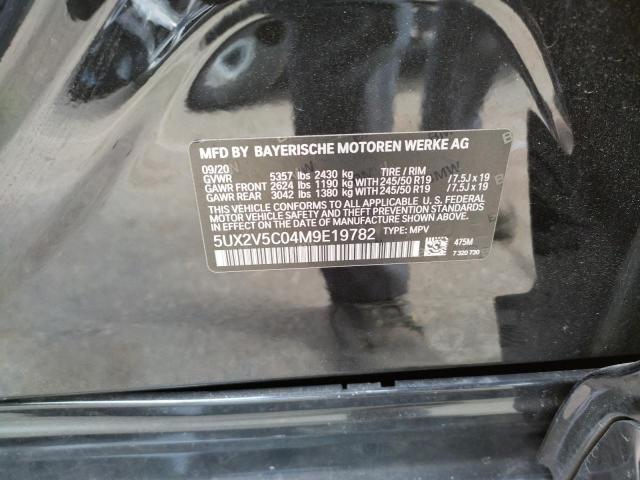 MFD BY BAYERISCHE MOTOREN WERKE AG
09/20
GVWR 5357 lbs 2430 kg TIRE / RIM
GAWR FRONT 2624 lbs 1190 kg WITH 245/50 R19 /7.5J x 19
GAWR REAR 3042 lbs 1380 kg WITH 245/50 R19 /7.5J x 19
THIS VEHICLE CONFORMS TO ALL APPLICABLE U.S. FEDERAL
MOTOR VEHICLE SAFETY AND THEFT PREVENTION STANDARDS
IN EFFECT ON THE DATE OF MANUFACTURE SHOWN ABOVE.
5UX2V5C04M9E19782 TYPE: MPV
475M
7 320 730